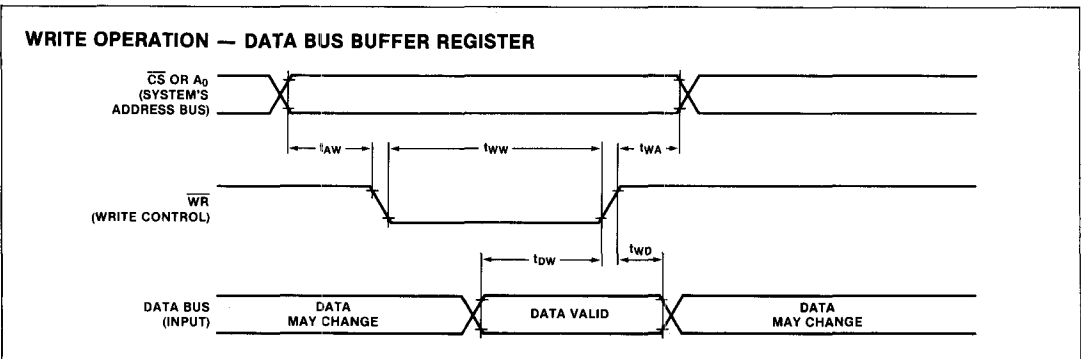 WRITE OPERATION — DATA BUS BUFFER REGISTER
CS OR A0
(SYSTEM'S
ADDRESS BUS)
tAW
tWW
tWA
WR
(WRITE CONTROL)
tDW
tWD
DATA BUS
(INPUT)
DATA
MAY CHANGE
DATA VALID
DATA
MAY CHANGE